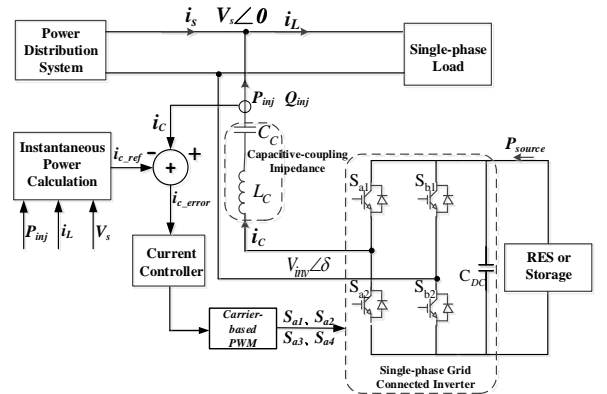 i_s
V_s∠0
i_L
Power
Distribution
System
Single-phase
Load
P_inj Q_inj
i_C
C_C
Capacitive-coupling
Impedance
L_C
i_C
P_source
Instantaneous
Power
Calculation
i_c_ref
-
+
+
i_c_error
P_inj
i_L
V_s
Current
Controller
V_INV∠δ
S_a1
S_b1
S_a2
S_b2
C_DC
RES or
Storage
Carrier-
based
PWM
S_a1、S_a2
S_a3、S_a4
Single-phase Grid
Connected Inverter